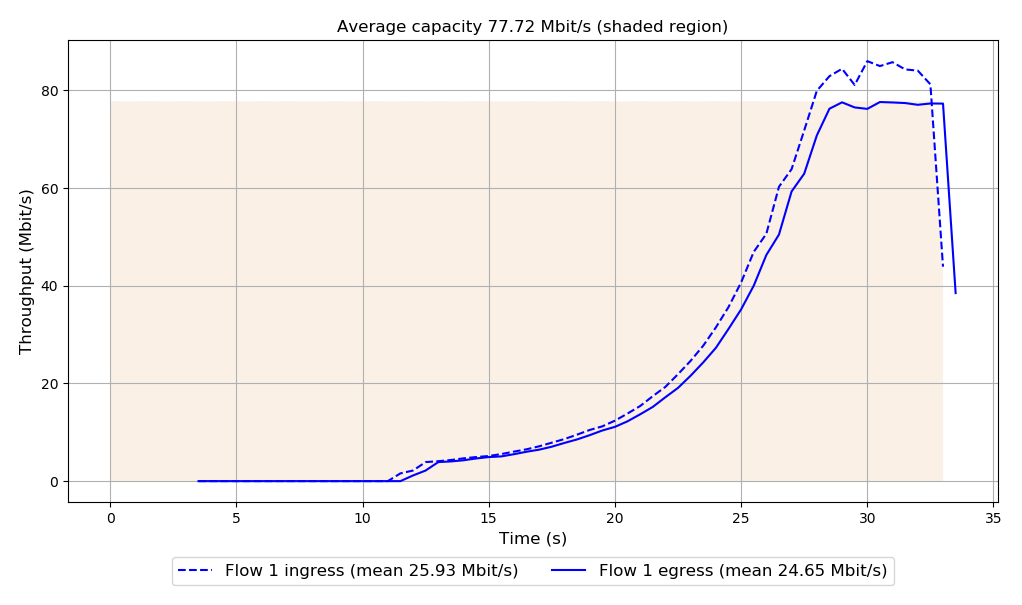 Average capacity 77.72 Mbit/s (shaded region)
Throughput (Mbit/s)
80
60
40
20
0
0 5 10 15 20 25 30 35
Time (s)
Flow 1 ingress (mean 25.93 Mbit/s) Flow 1 egress (mean 24.65 Mbit/s)